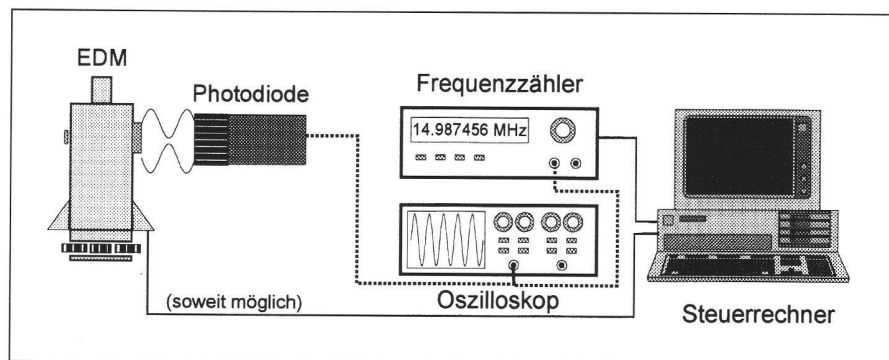 EDM
Photodiode
Frequenzzähler
14.987456 MHz
Oszilloskop
(soweit möglich)
Steuerrechner